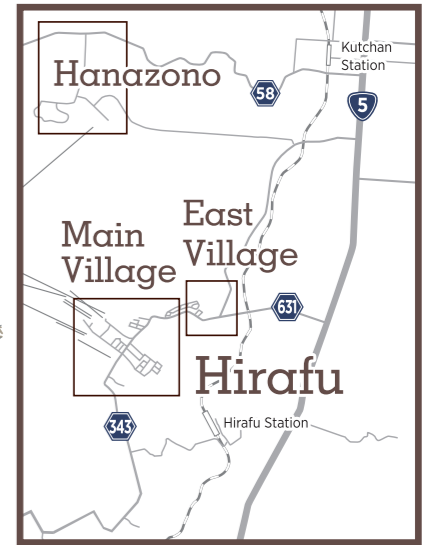 Kutchan
Station
Hanazono
58
5
East
Village
Main
Village
631
Hirafu
343
Hirafu Station